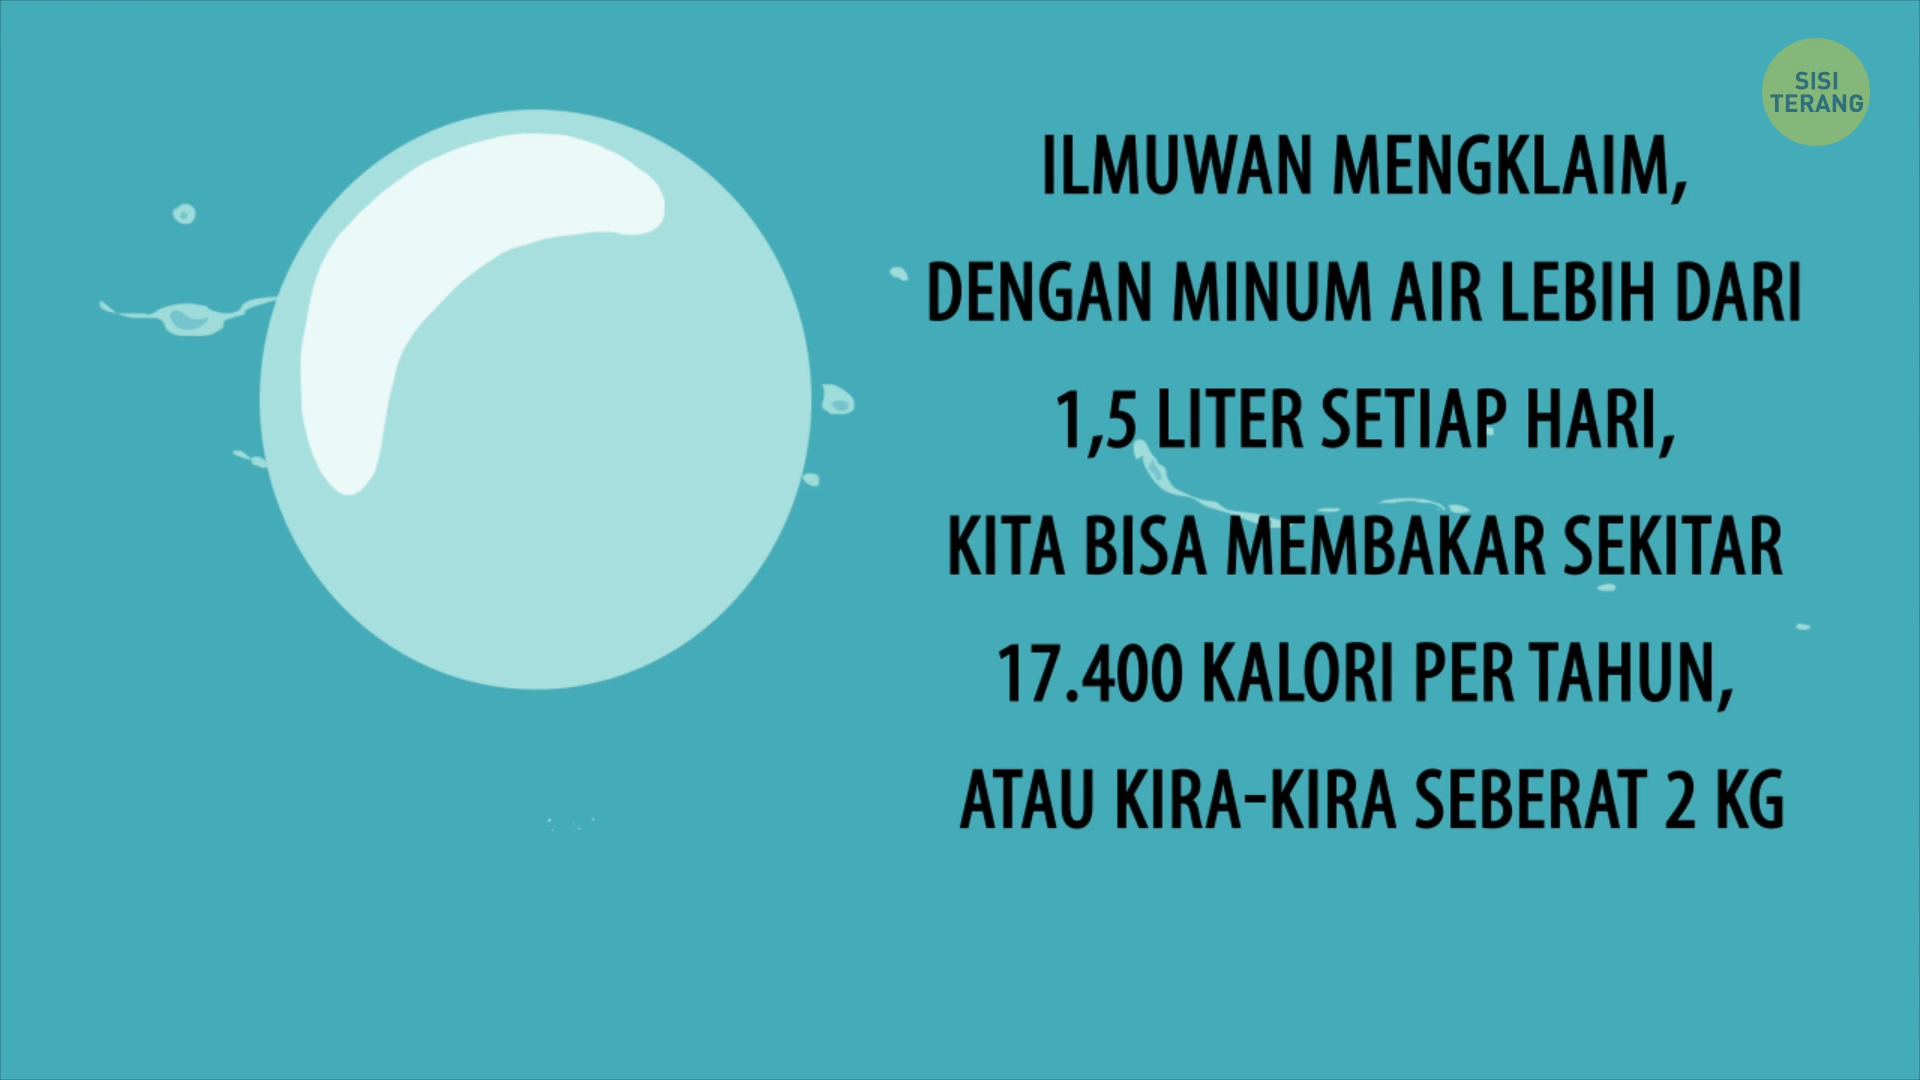 SISI
TERANG
ILMUWAN MENGKLAIM,
DENGAN MINUM AIR LEBIH DARI
1,5 LITER SETIAP HARI,
KITA BISA MEMBAKAR SEKITAR
17.400 KALORI PER TAHUN,
ATAU KIRA-KIRA SEBERAT 2 KG